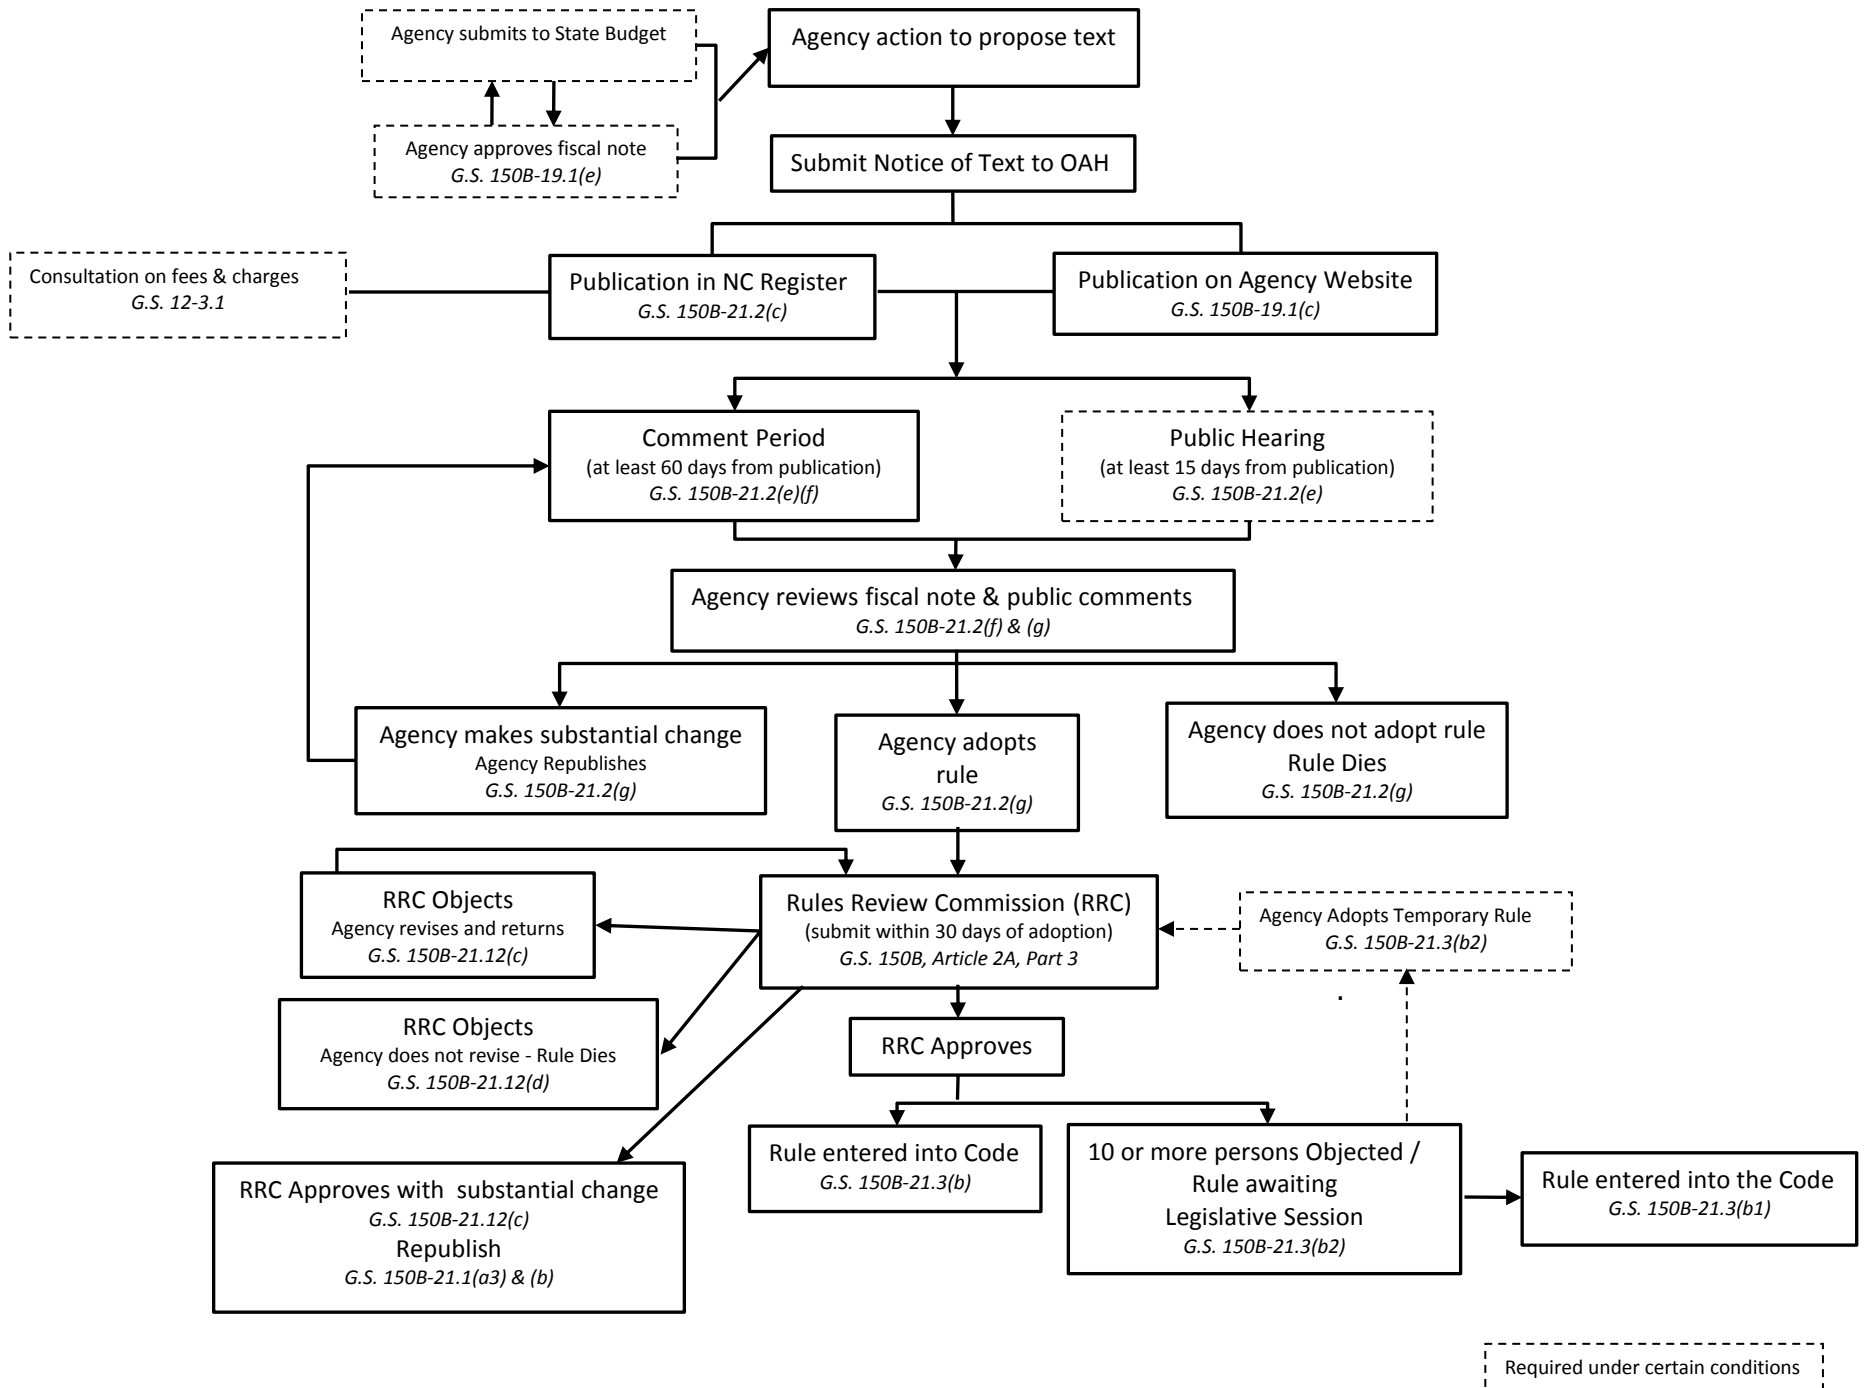 Agency submits to State Budget
Agency action to propose text
Agency approves fiscal note
G.S. 150B-19.1(e)
Submit Notice of Text to OAH
Consultation on fees & charges
G.S. 12-3.1
Publication in NC Register
G.S. 150B-21.2(c)
Publication on Agency Website
G.S. 150B-19.1(c)
Comment Period
(at least 60 days from publication)
G.S. 150B-21.2(e)(f)
Public Hearing
(at least 15 days from publication)
G.S. 150B-21.2(e)
Agency reviews fiscal note & public comments
G.S. 150B-21.2(f) & (g)
Agency makes substantial change
Agency Republishes
G.S. 150B-21.2(g)
Agency adopts
rule
G.S. 150B-21.2(g)
Agency does not adopt rule
Rule Dies
G.S. 150B-21.2(g)
RRC Objects
Agency revises and returns
G.S. 150B-21.12(c)
Rules Review Commission (RRC)
(submit within 30 days of adoption)
G.S. 150B, Article 2A, Part 3
Agency Adopts Temporary Rule
G.S. 150B-21.3(b2)
.
RRC Objects
Agency does not revise - Rule Dies
G.S. 150B-21.12(d)
RRC Approves
RRC Approves with  substantial change
G.S. 150B-21.12(c)
Republish
G.S. 150B-21.1(a3) & (b)
Rule entered into Code
G.S. 150B-21.3(b)
10 or more persons Objected /
Rule awaiting
Legislative Session
G.S. 150B-21.3(b2)
Rule entered into the Code
G.S. 150B-21.3(b1)
Required under certain conditions